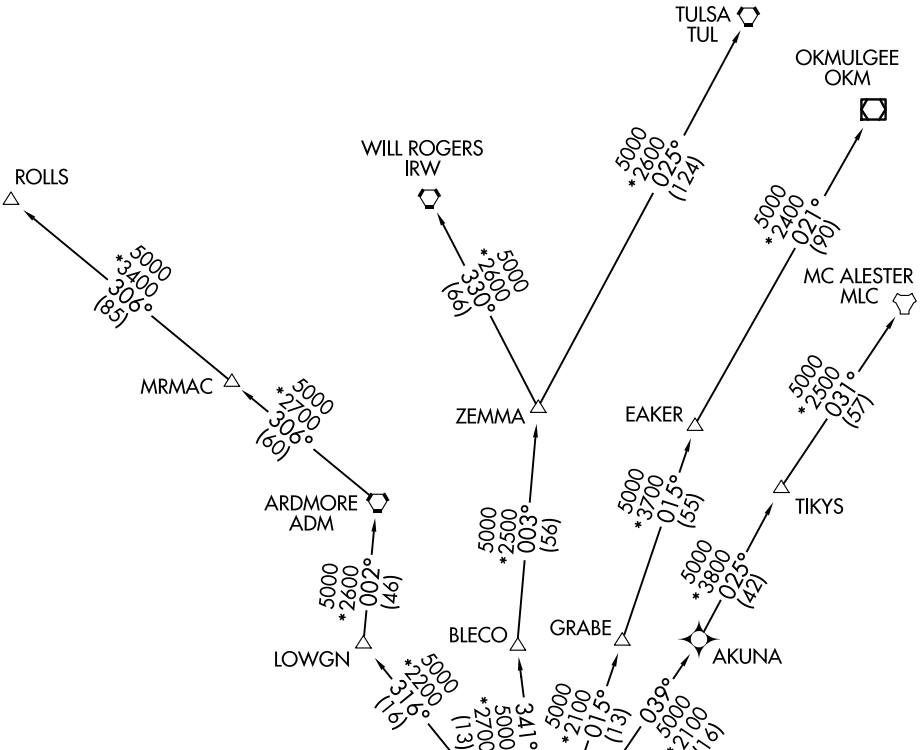 TULSA
TUL
OKMULGEE
OKM
WILL ROGERS
IRW
ROLLS
5000
*2600
025°
(124)
5000
*2400
021°
(90)
5000
*3400
306°
(85)
5000
*2600
330°
(66)
MC ALESTER
MLC
MRMAC
5000
*2700
306°
(60)
ZEMMA
EAKER
5000
*2500
031°
(57)
ARDMORE
ADM
TIKYS
5000
*2500
003°
(56)
5000
*3700
015°
(55)
5000
*2600
002°
(46)
5000
*3800
025°
(42)
LOWGN
BLECO
GRABE
AKUNA
5000
*2200
316°
(16)
341°
5000
*2700
(13)
5000
*2100
015°
(13)
039°
5000
*2100
(16)